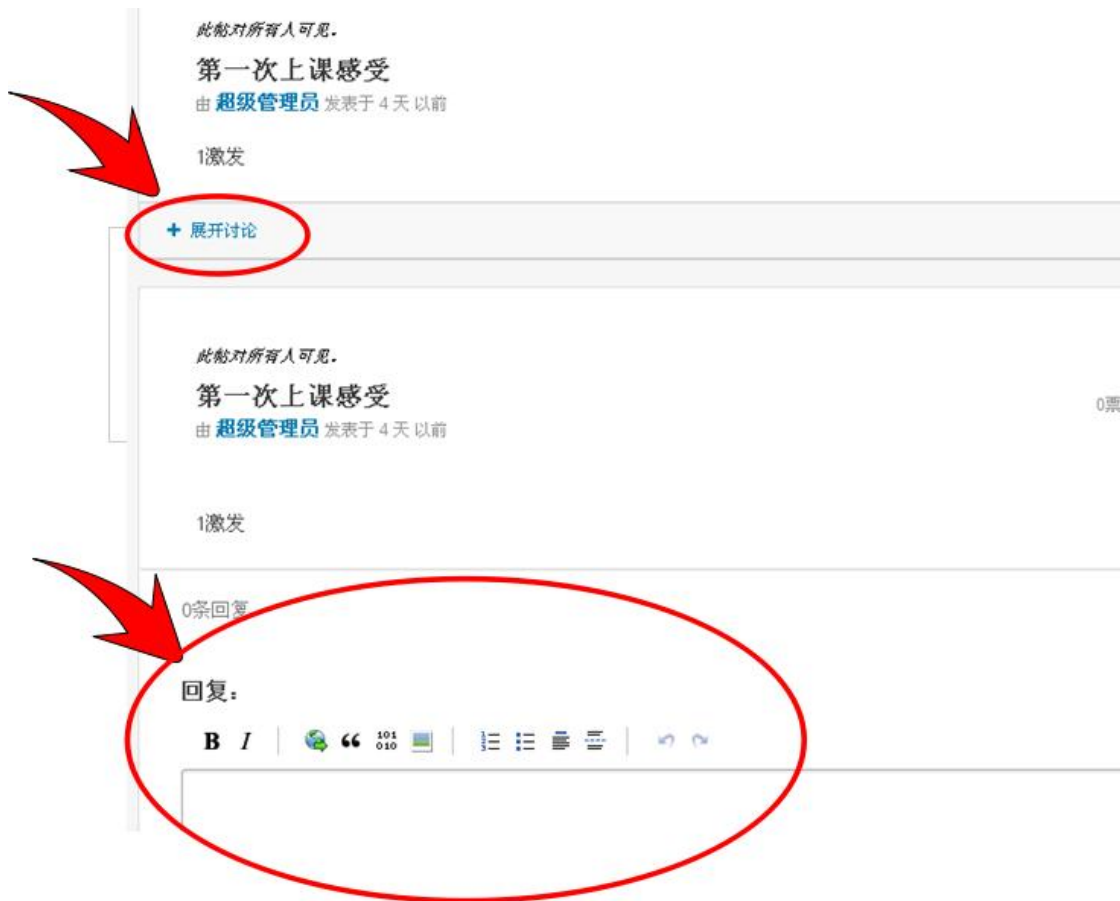 此帖对所有人可见.
第一次上课感受
由 超级管理员 发表于 4 天 以前
1激发
+ 展开讨论
此帖对所有人可见.
第一次上课感受
由 超级管理员 发表于 4 天 以前
0票
1激发
0条回复
回复：
B I “ 101 010